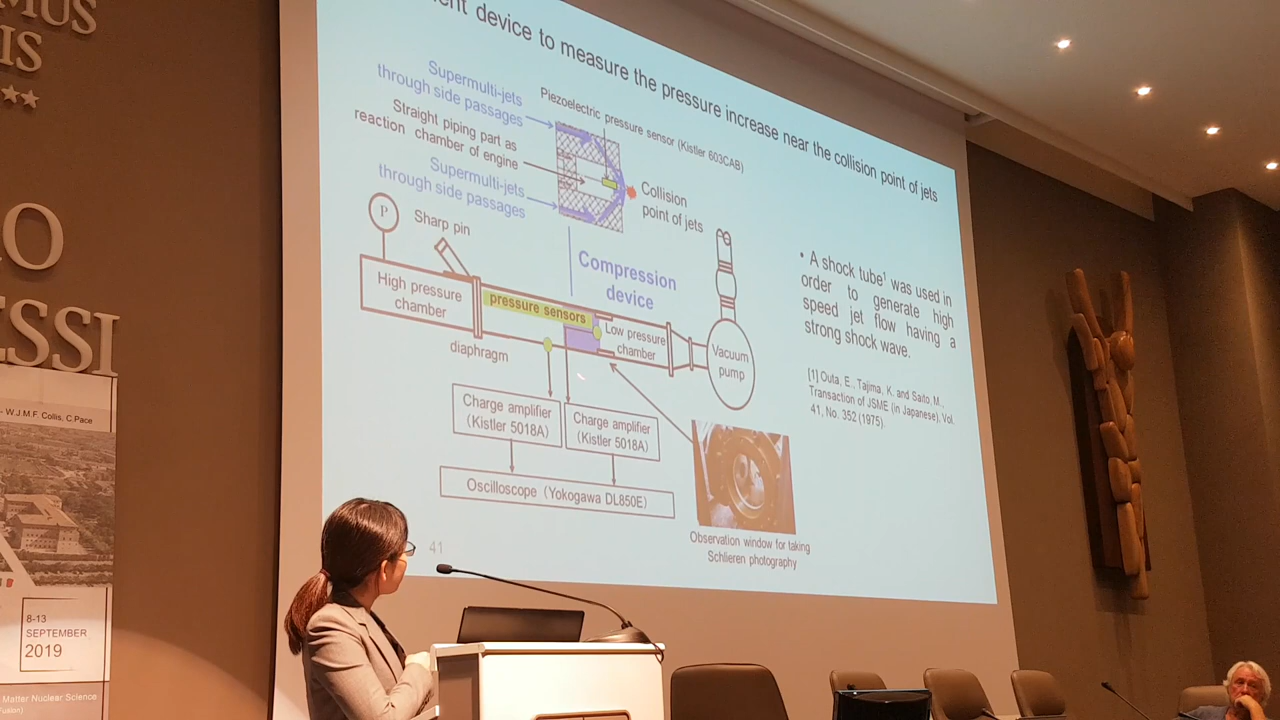 MUS
IS
O
ESSI
- W.J.M.F. Collis, C.Pace
8-13
SEPTEMBER
2019
Matter Nuclear Science
device to measure the pressure increase near the collision point of jets
Supermulti-jets
through side passages
Piezoelectric pressure sensor (Kistler 603CAB)
Straight piping part as
reaction chamber of engine
Supermulti-jets
through side passages
Collision
point of jets
P
Sharp pin
Compression
device
High pressure
chamber
pressure sensors
Low pressure
chamber
Vacuum
pump
diaphragm
Charge amplifier
(Kistler 5018A)
Charge amplifier
(Kistler 5018A)
Oscilloscope (Yokogawa DL850E)
Observation window for taking
Schlieren photography
• A shock tube¹ was used in
order to generate high
speed jet flow having a
strong shock wave.
[1] Outa, E., Tajima, K. and Saito, M.,
Transaction of JSME (in Japanese), Vol.
41, No. 352 (1975).
41